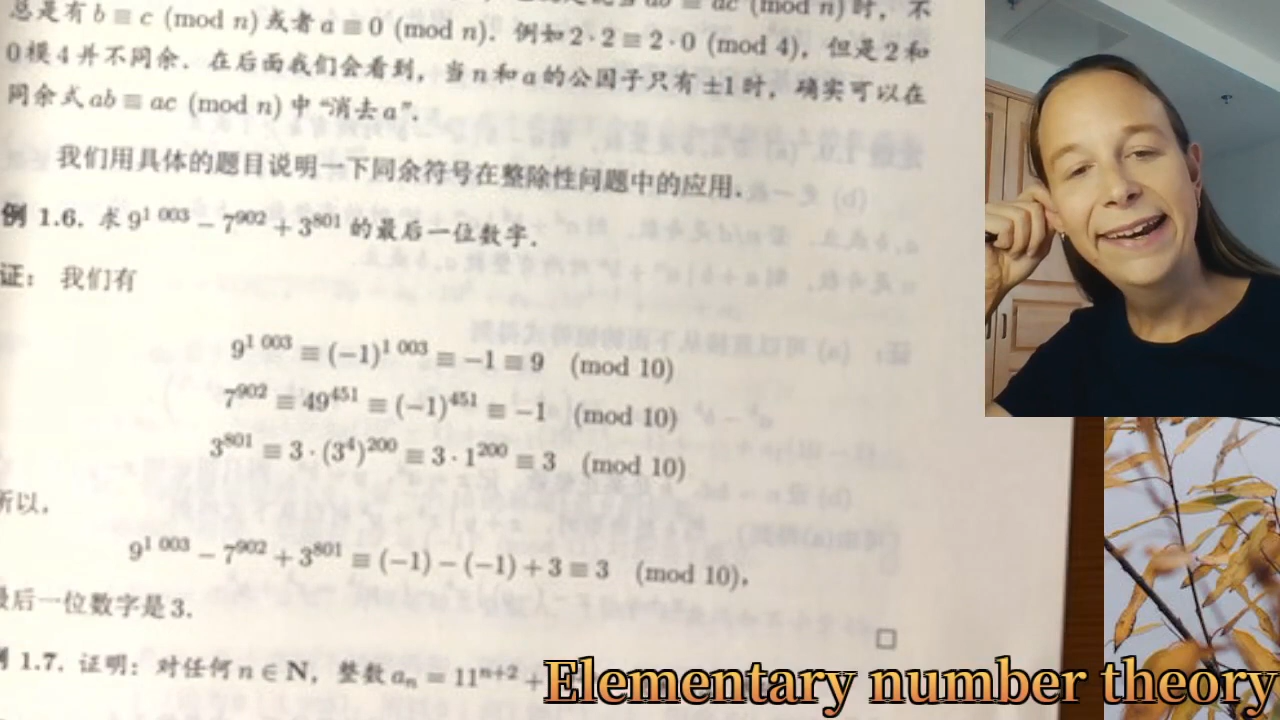 总是有 b ≡ c (mod n) 或者 a ≡ 0 (mod n). 例如 2 · 2 ≡ 2 · 0 (mod 4), 但是 2 和
0 模 4 并不同余. 在后面我们会看到, 当 n 和 a 的公因子只有 ±1 时, 确实可以在
同余式 ab ≡ ac (mod n) 中 “消去 a”.
我们用具体的题目说明一下同余符号在整除性问题中的应用.
例 1.6. 求 9^{1 003} − 7^{902} + 3^{801} 的最后一位数字.
证: 我们有
9^{1 003} ≡ (−1)^{1 003} ≡ −1 ≡ 9 (mod 10)
7^{902} ≡ 49^{451} ≡ (−1)^{451} ≡ −1 (mod 10)
3^{801} ≡ 3 · (3^4)^{200} ≡ 3 · 1^{200} ≡ 3 (mod 10)
所以,
9^{1 003} − 7^{902} + 3^{801} ≡ (−1) − (−1) + 3 ≡ 3 (mod 10),
最后一位数字是 3.
□
例 1.7. 证明: 对任何 n ∈ N, 整数 a_n = 11^{n+2} +
Elementary number theory